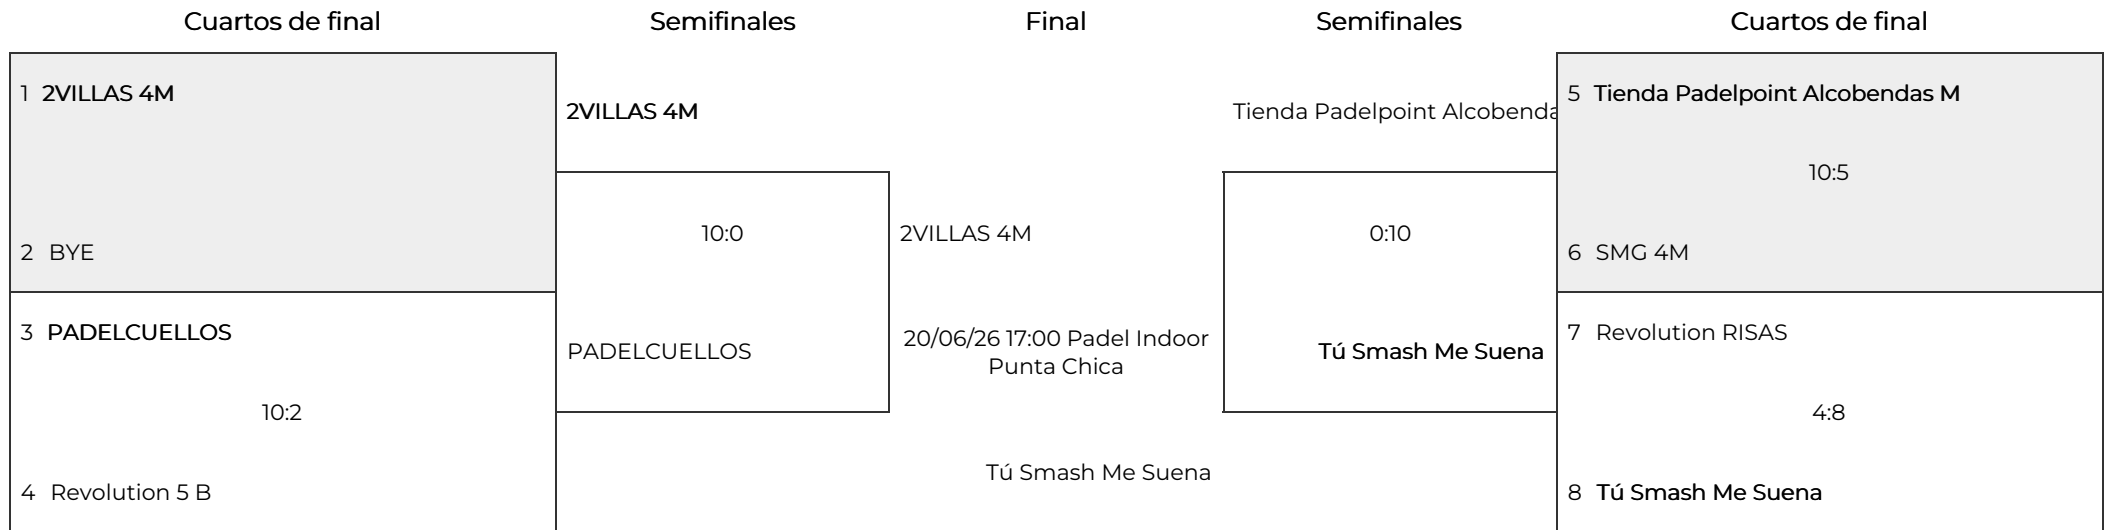 Cuartos de final
Semifinales
Final
Semifinales
Cuartos de final
1 2VILLAS 4M
2 BYE
3 PADELCUELLOS
10:2
4 Revolution 5 B
2VILLAS 4M
10:0
PADELCUELLOS
2VILLAS 4M
20/06/26 17:00 Padel Indoor
Punta Chica
Tú Smash Me Suena
Tienda Padelpoint Alcobenda
0:10
Tú Smash Me Suena
5 Tienda Padelpoint Alcobendas M
10:5
6 SMG 4M
7 Revolution RISAS
4:8
8 Tú Smash Me Suena